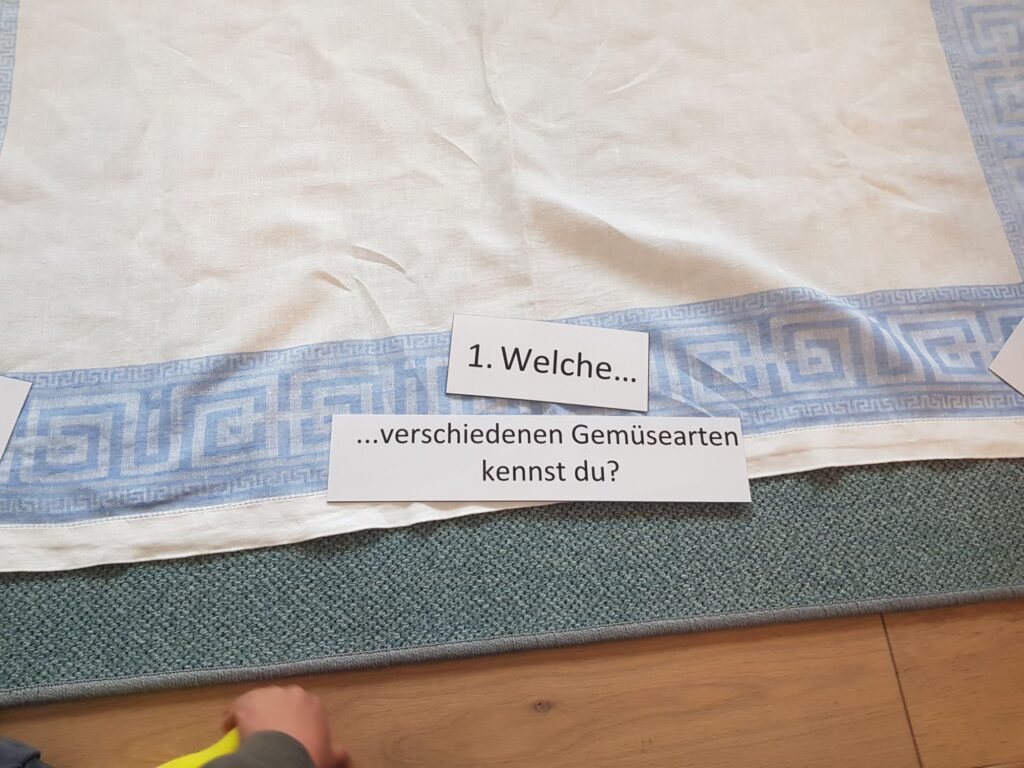 1. Welche...
...verschiedenen Gemüsearten
kennst du?